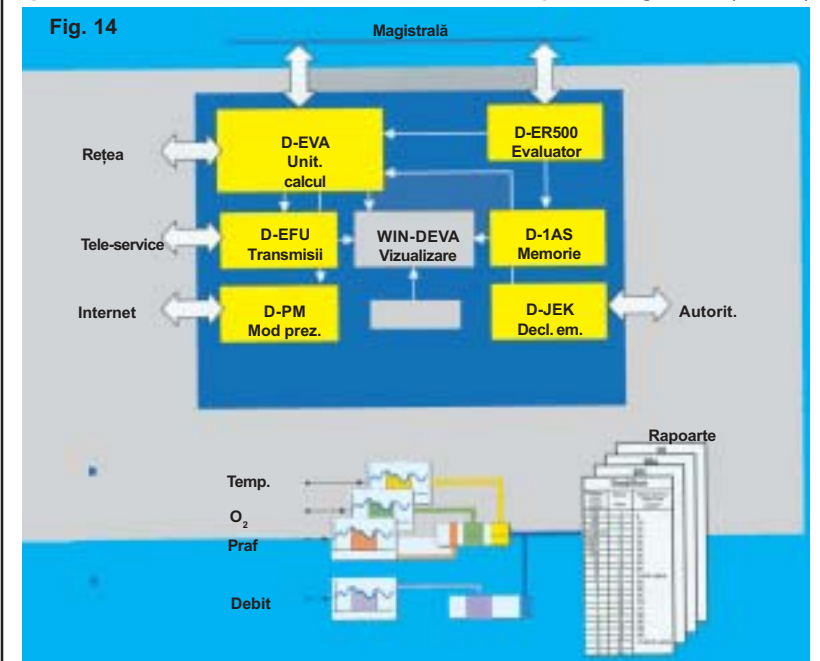 Fig. 14
Magistrală
D-EVA
Unit.
calcul
D-ER500
Evaluator
Rețea
D-EFU
Transmisii
WIN-DEVA
Vizualizare
D-1AS
Memorie
Tele-service
Internet
D-PM
Mod prez.
D-JEK
Decl. em.
Autorit.
Rapoarte
Temp.
O₂
Praf
Debit